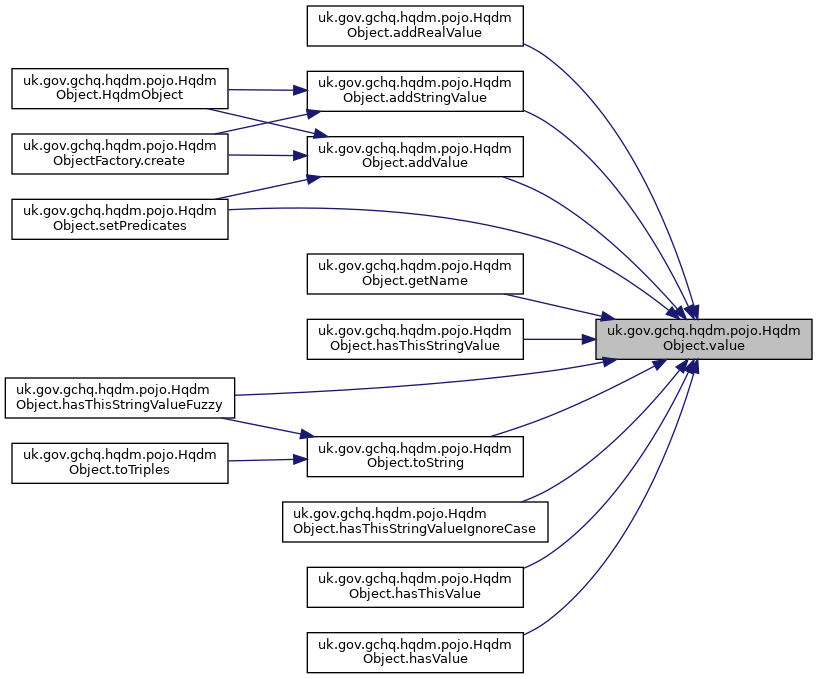 uk.gov.gchq.hqdm.pojo.Hqdm
Object.addRealValue
uk.gov.gchq.hqdm.pojo.Hqdm
Object.HqdmObject
uk.gov.gchq.hqdm.pojo.Hqdm
Object.addStringValue
uk.gov.gchq.hqdm.pojo.Hqdm
ObjectFactory.create
uk.gov.gchq.hqdm.pojo.Hqdm
Object.addValue
uk.gov.gchq.hqdm.pojo.Hqdm
Object.setPredicates
uk.gov.gchq.hqdm.pojo.Hqdm
Object.getName
uk.gov.gchq.hqdm.pojo.Hqdm
Object.hasThisStringValue
uk.gov.gchq.hqdm.pojo.Hqdm
Object.value
uk.gov.gchq.hqdm.pojo.Hqdm
Object.hasThisStringValueFuzzy
uk.gov.gchq.hqdm.pojo.Hqdm
Object.toString
uk.gov.gchq.hqdm.pojo.Hqdm
Object.toTriples
uk.gov.gchq.hqdm.pojo.Hqdm
Object.hasThisStringValueIgnoreCase
uk.gov.gchq.hqdm.pojo.Hqdm
Object.hasThisValue
uk.gov.gchq.hqdm.pojo.Hqdm
Object.hasValue